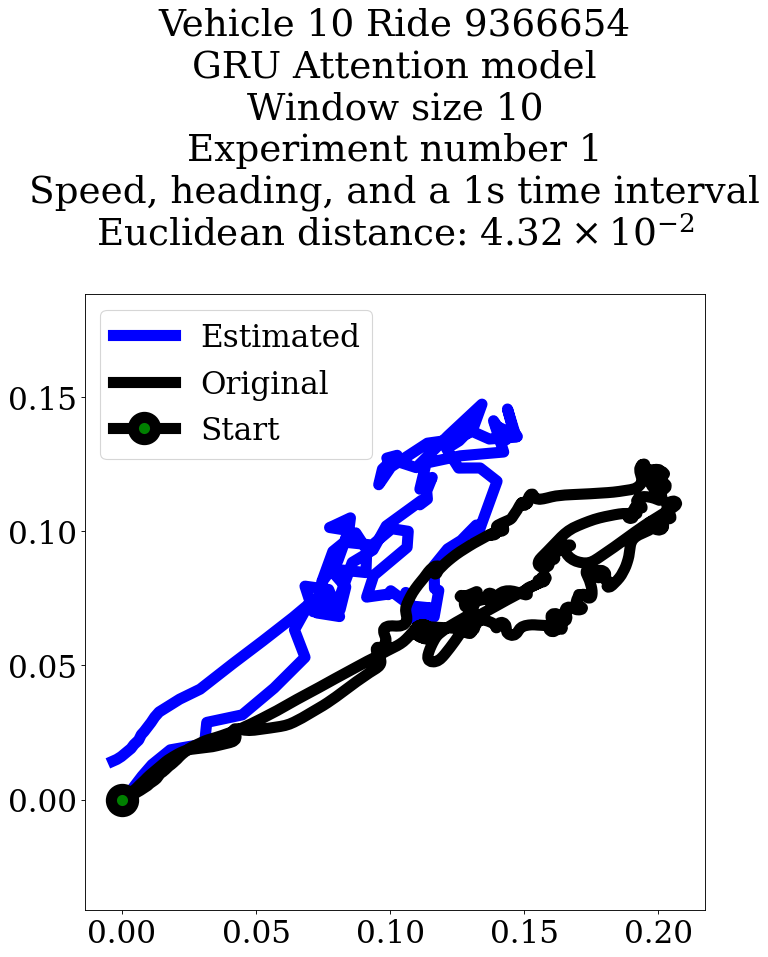 Vehicle 10 Ride 9366654
GRU Attention model
Window size 10
Experiment number 1
Speed, heading, and a 1s time interval
Euclidean distance: 4.32 × 10⁻²
Estimated
Original
Start
0.15
0.10
0.05
0.00
0.00 0.05 0.10 0.15 0.20